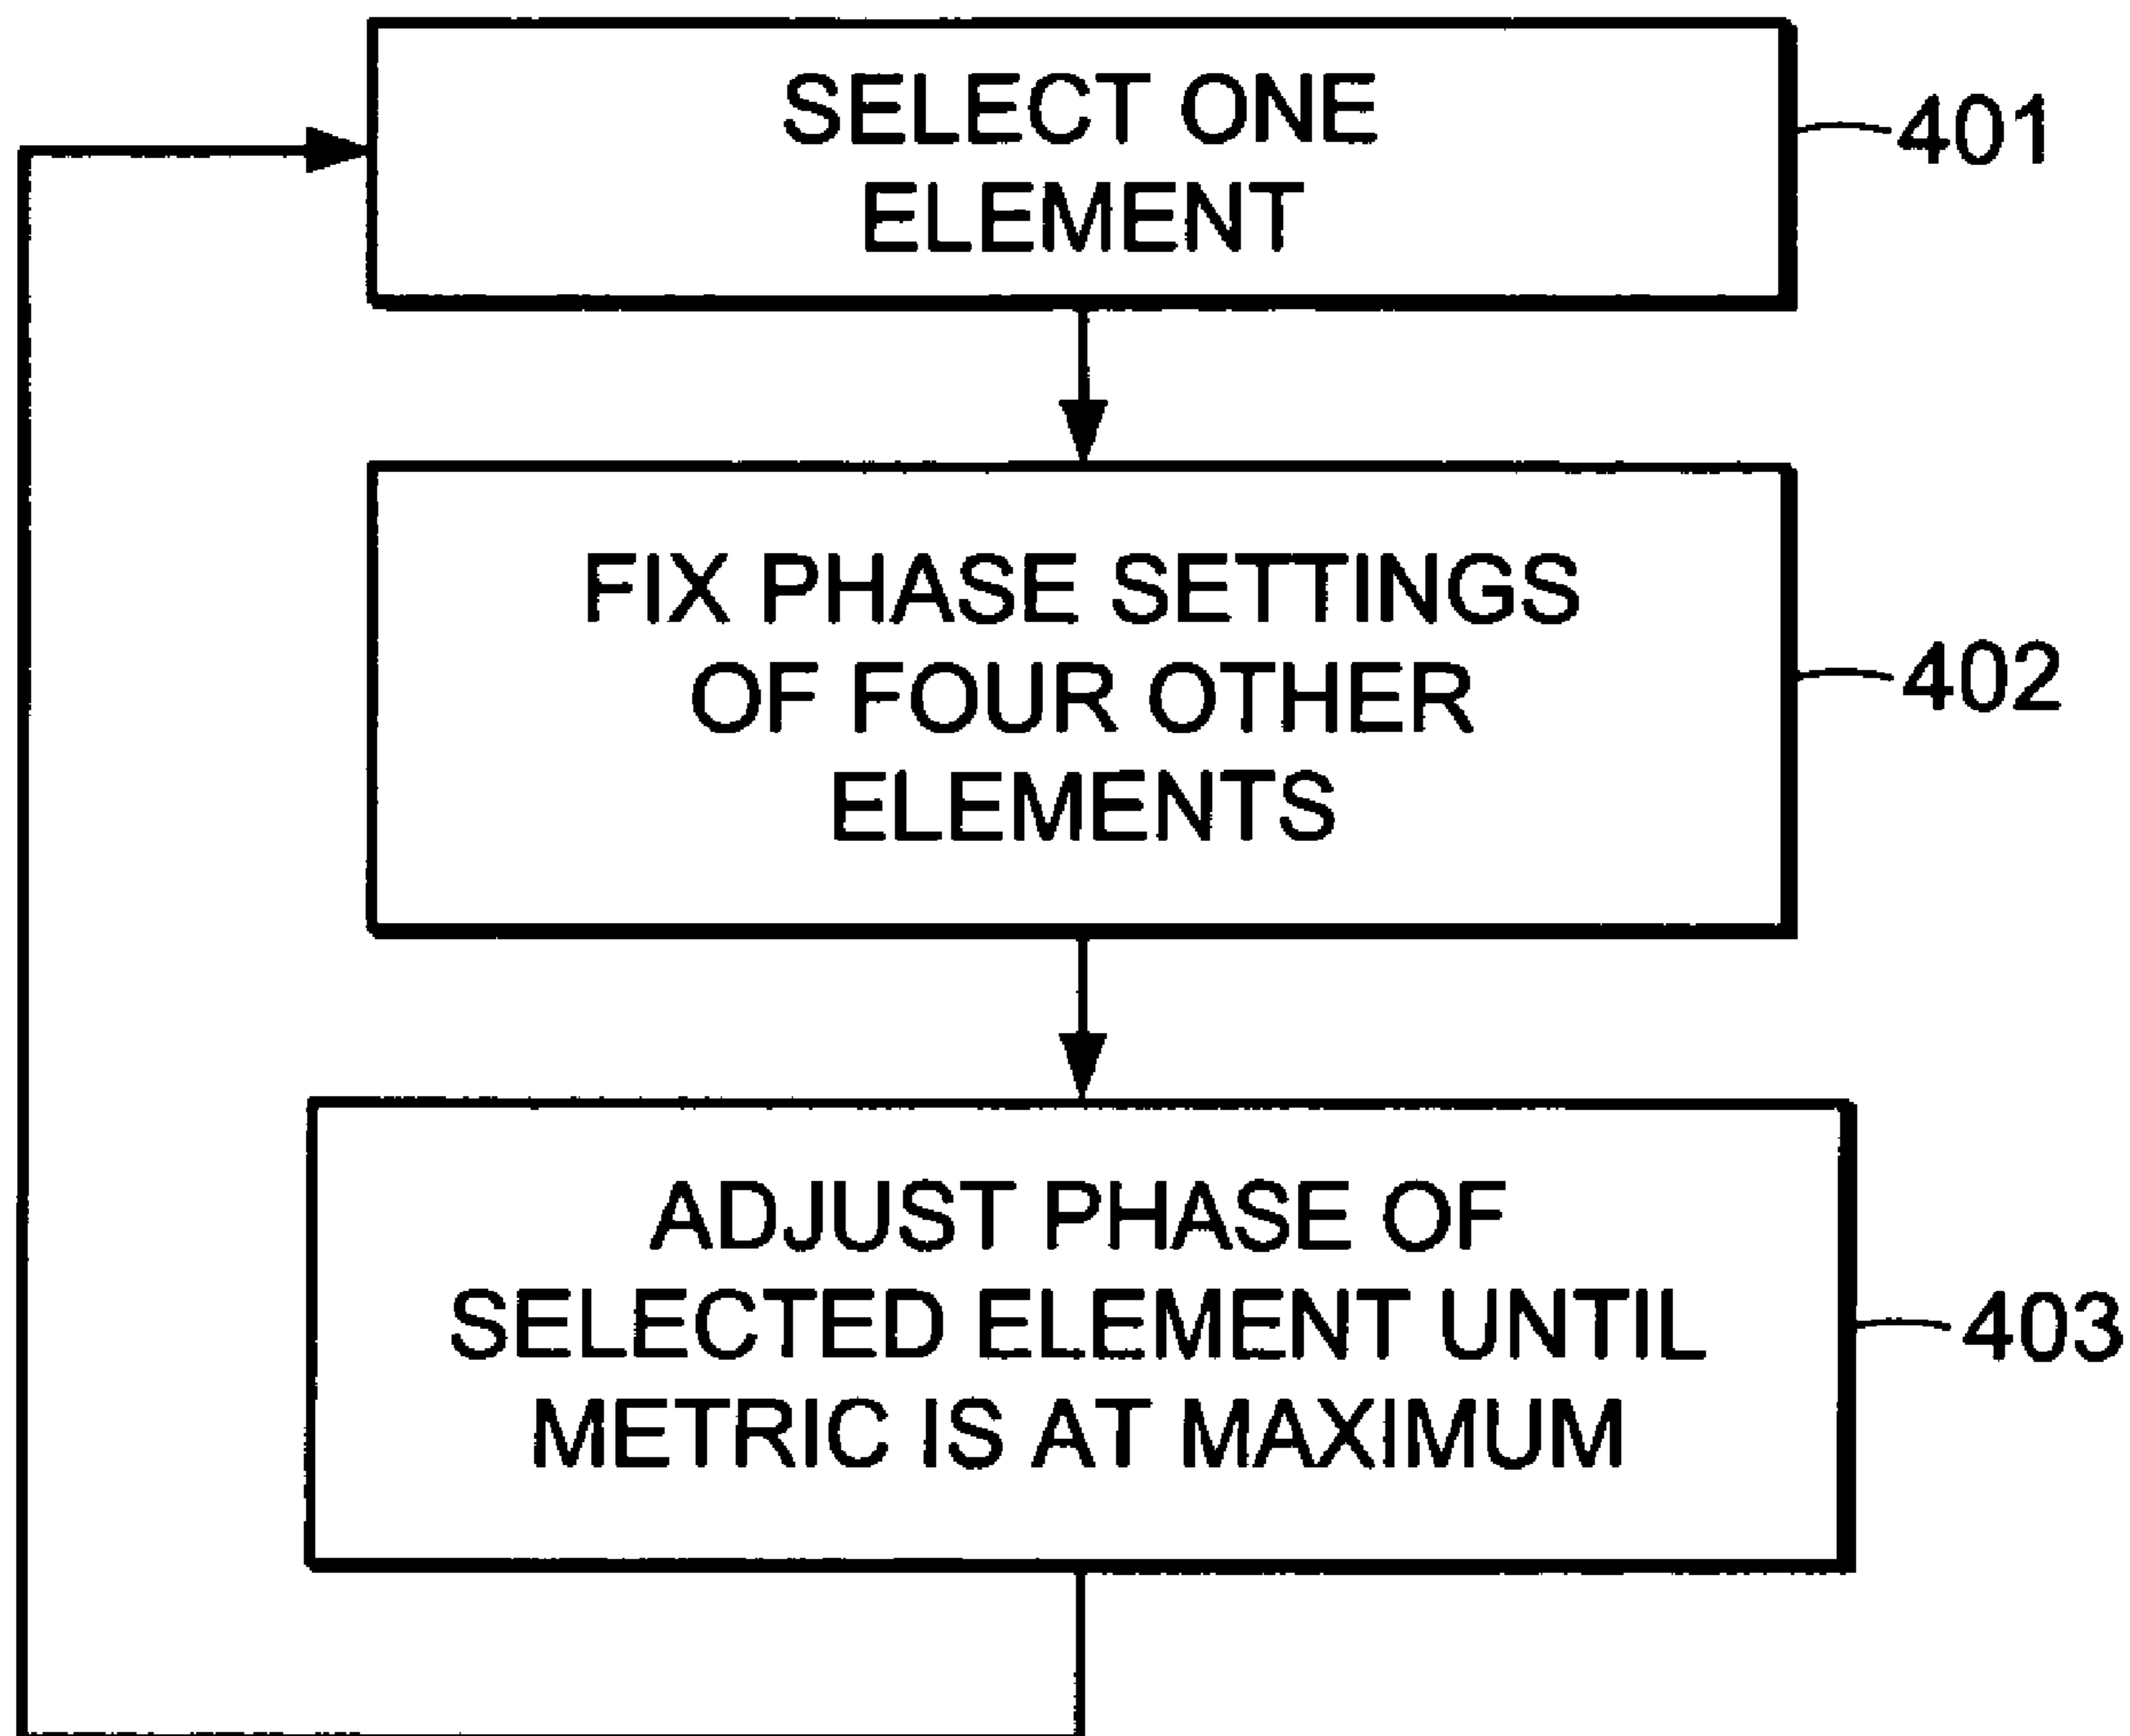 SELECT ONE
ELEMENT
401
FIX PHASE SETTINGS
OF FOUR OTHER
ELEMENTS
402
ADJUST PHASE OF
SELECTED ELEMENT UNTIL
METRIC IS AT MAXIMUM
403